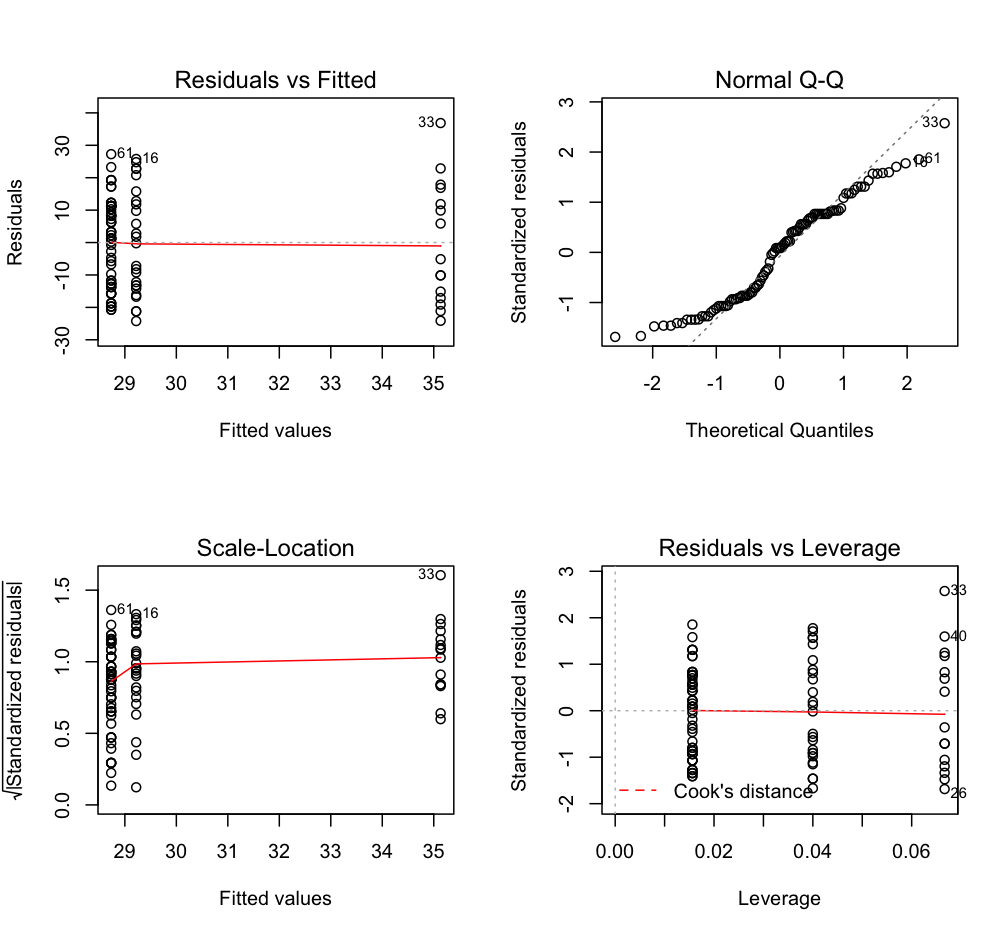 Residuals vs Fitted
Residuals
30
10
-10
-30
33
61
16
29 30 31 32 33 34 35
Fitted values
Normal Q-Q
Standardized residuals
3
2
1
0
-1
33
61
16
-2 -1 0 1 2
Theoretical Quantiles
Scale-Location
√|Standardized residuals|
1.5
1.0
0.5
0.0
33
61
16
29 30 31 32 33 34 35
Fitted values
Residuals vs Leverage
Standardized residuals
3
2
1
0
-1
-2
33
40
26
Cook's distance
0.00 0.02 0.04 0.06
Leverage